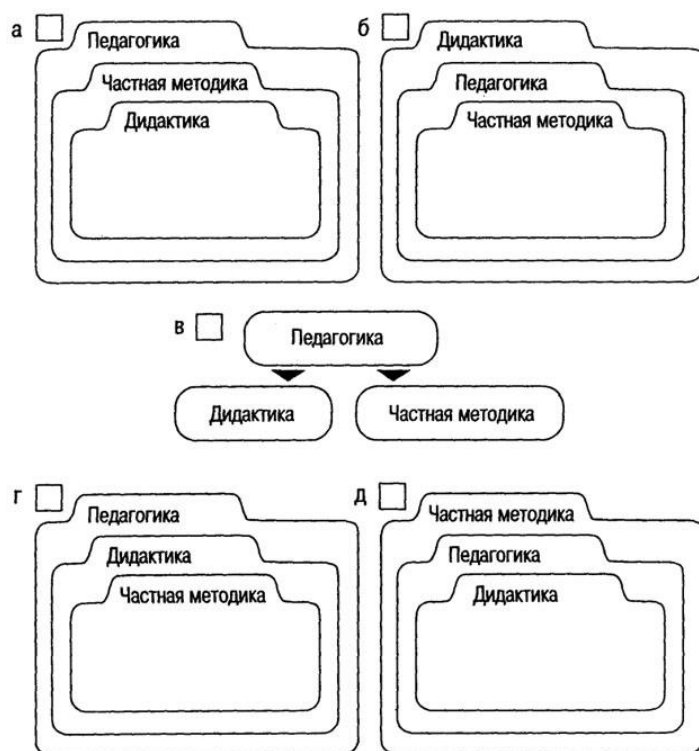 а
Педагогика
Частная методика
Дидактика
б
Дидактика
Педагогика
Частная методика
в
Педагогика
Дидактика
Частная методика
г
Педагогика
Дидактика
Частная методика
д
Частная методика
Педагогика
Дидактика